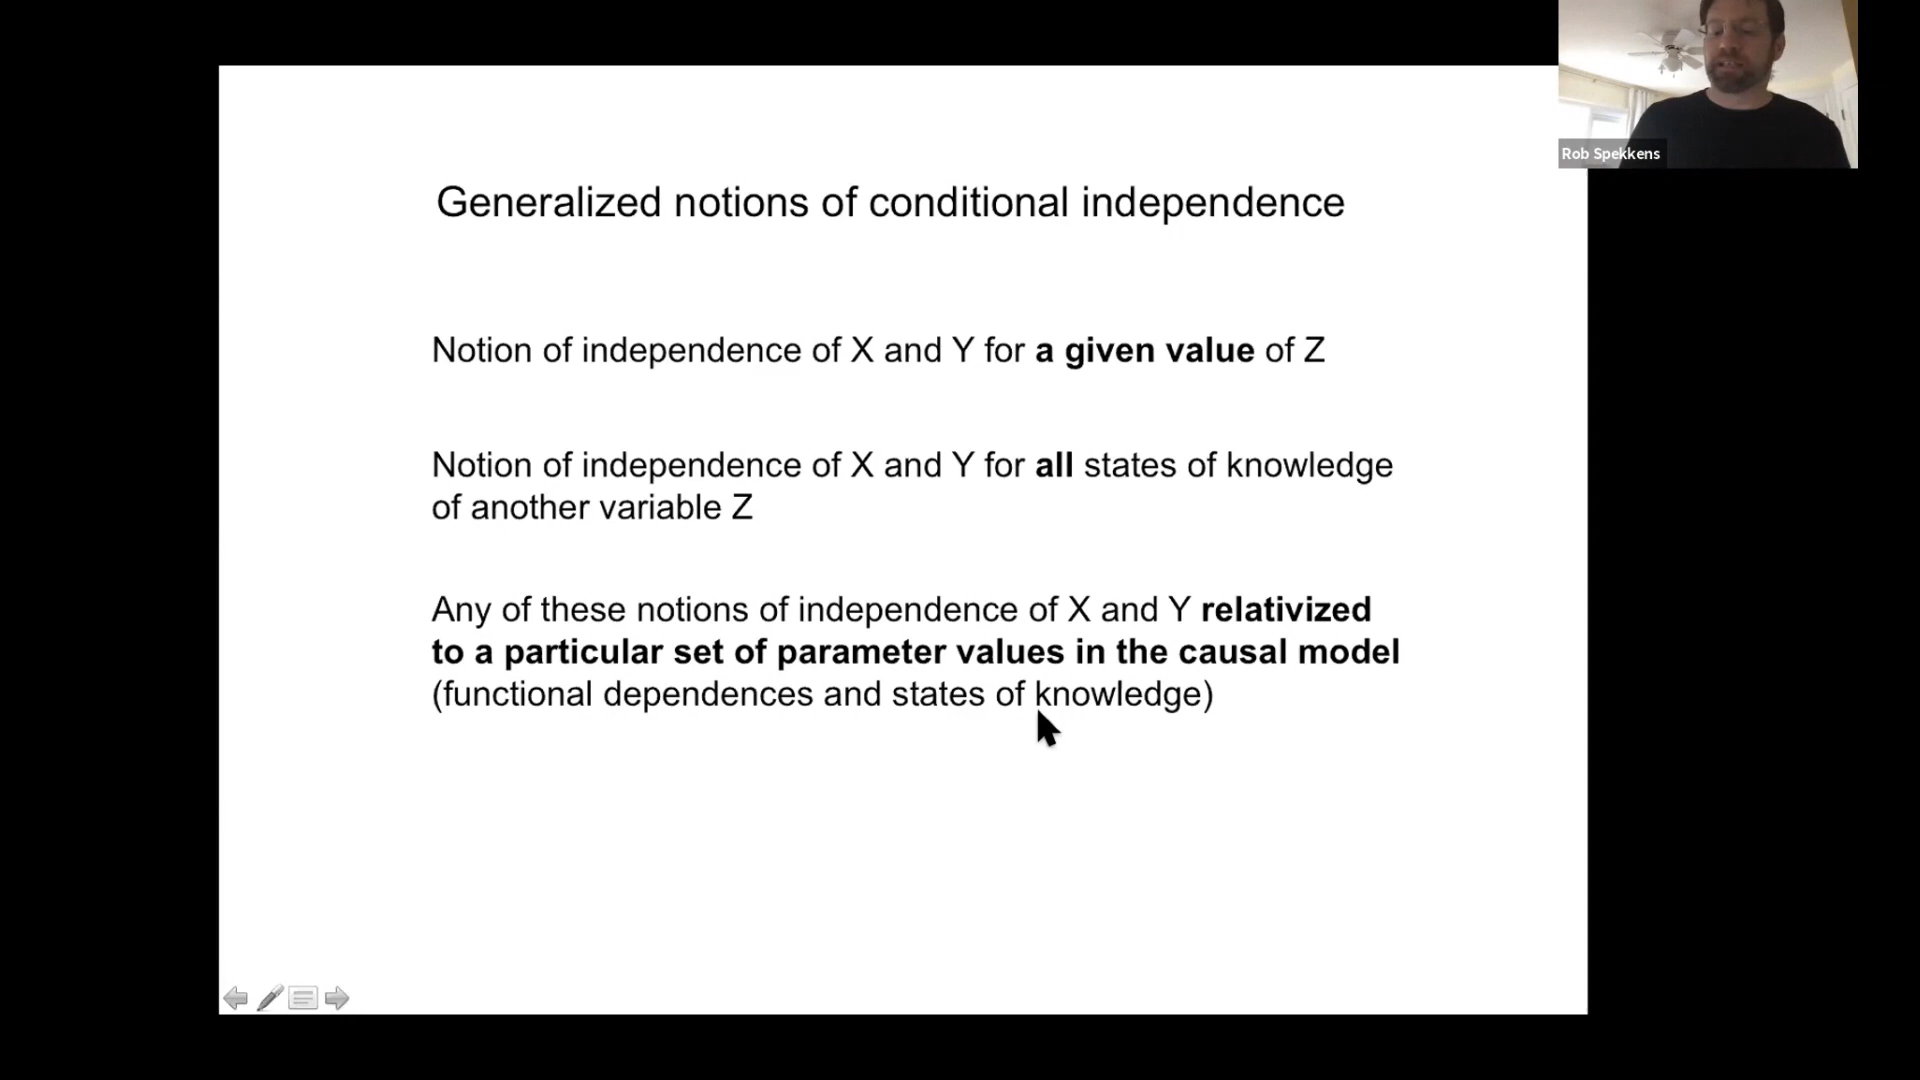 Rob Spekkens
Generalized notions of conditional independence
Notion of independence of X and Y for a given value of Z
Notion of independence of X and Y for all states of knowledge
of another variable Z
Any of these notions of independence of X and Y relativized
to a particular set of parameter values in the causal model
(functional dependences and states of knowledge)